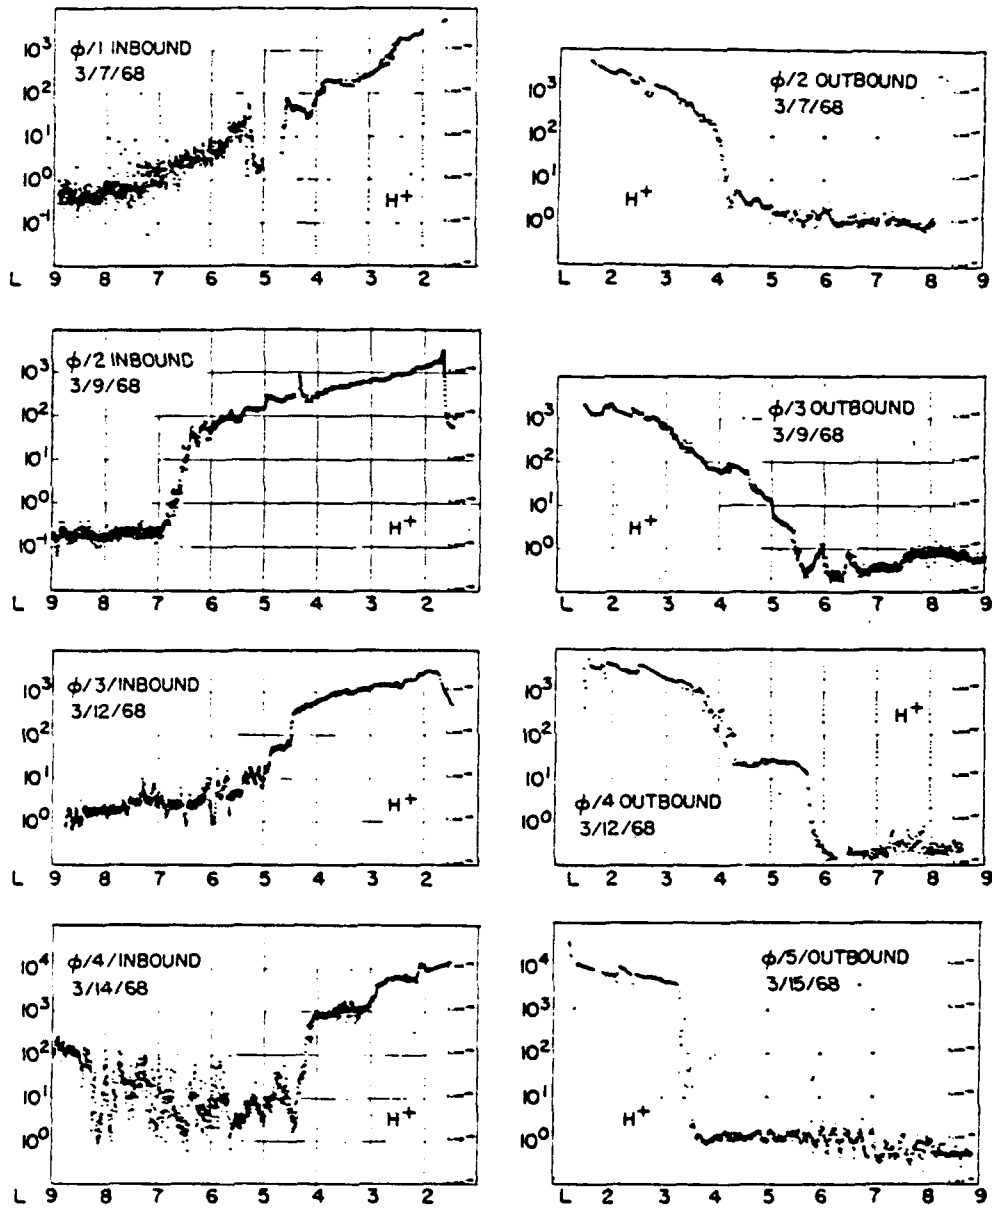 10³
10²
10¹
10⁰
10⁻¹
ϕ/1 INBOUND
3/7/68
H⁺
L 9 8 7 6 5 4 3 2
10³
10²
10¹
10⁰
ϕ/2 OUTBOUND
3/7/68
H⁺
L 2 3 4 5 6 7 8 9
10³
10²
10¹
10⁰
10⁻¹
ϕ/2 INBOUND
3/9/68
H⁺
L 9 8 7 6 5 4 3 2
10³
10²
10¹
10⁰
ϕ/3 OUTBOUND
3/9/68
H⁺
L 2 3 4 5 6 7 8 9
10³
10²
10¹
10⁰
ϕ/3/INBOUND
3/12/68
H⁺
L 9 8 7 6 5 4 3 2
10³
10²
10¹
10⁰
ϕ/4 OUTBOUND
3/12/68
H⁺
L 2 3 4 5 6 7 8 9
10⁴
10³
10²
10¹
10⁰
ϕ/4/INBOUND
3/14/68
H⁺
L 9 8 7 6 5 4 3 2
10⁴
10³
10²
10¹
10⁰
ϕ/5/OUTBOUND
3/15/68
H⁺
L 2 3 4 5 6 7 8 9